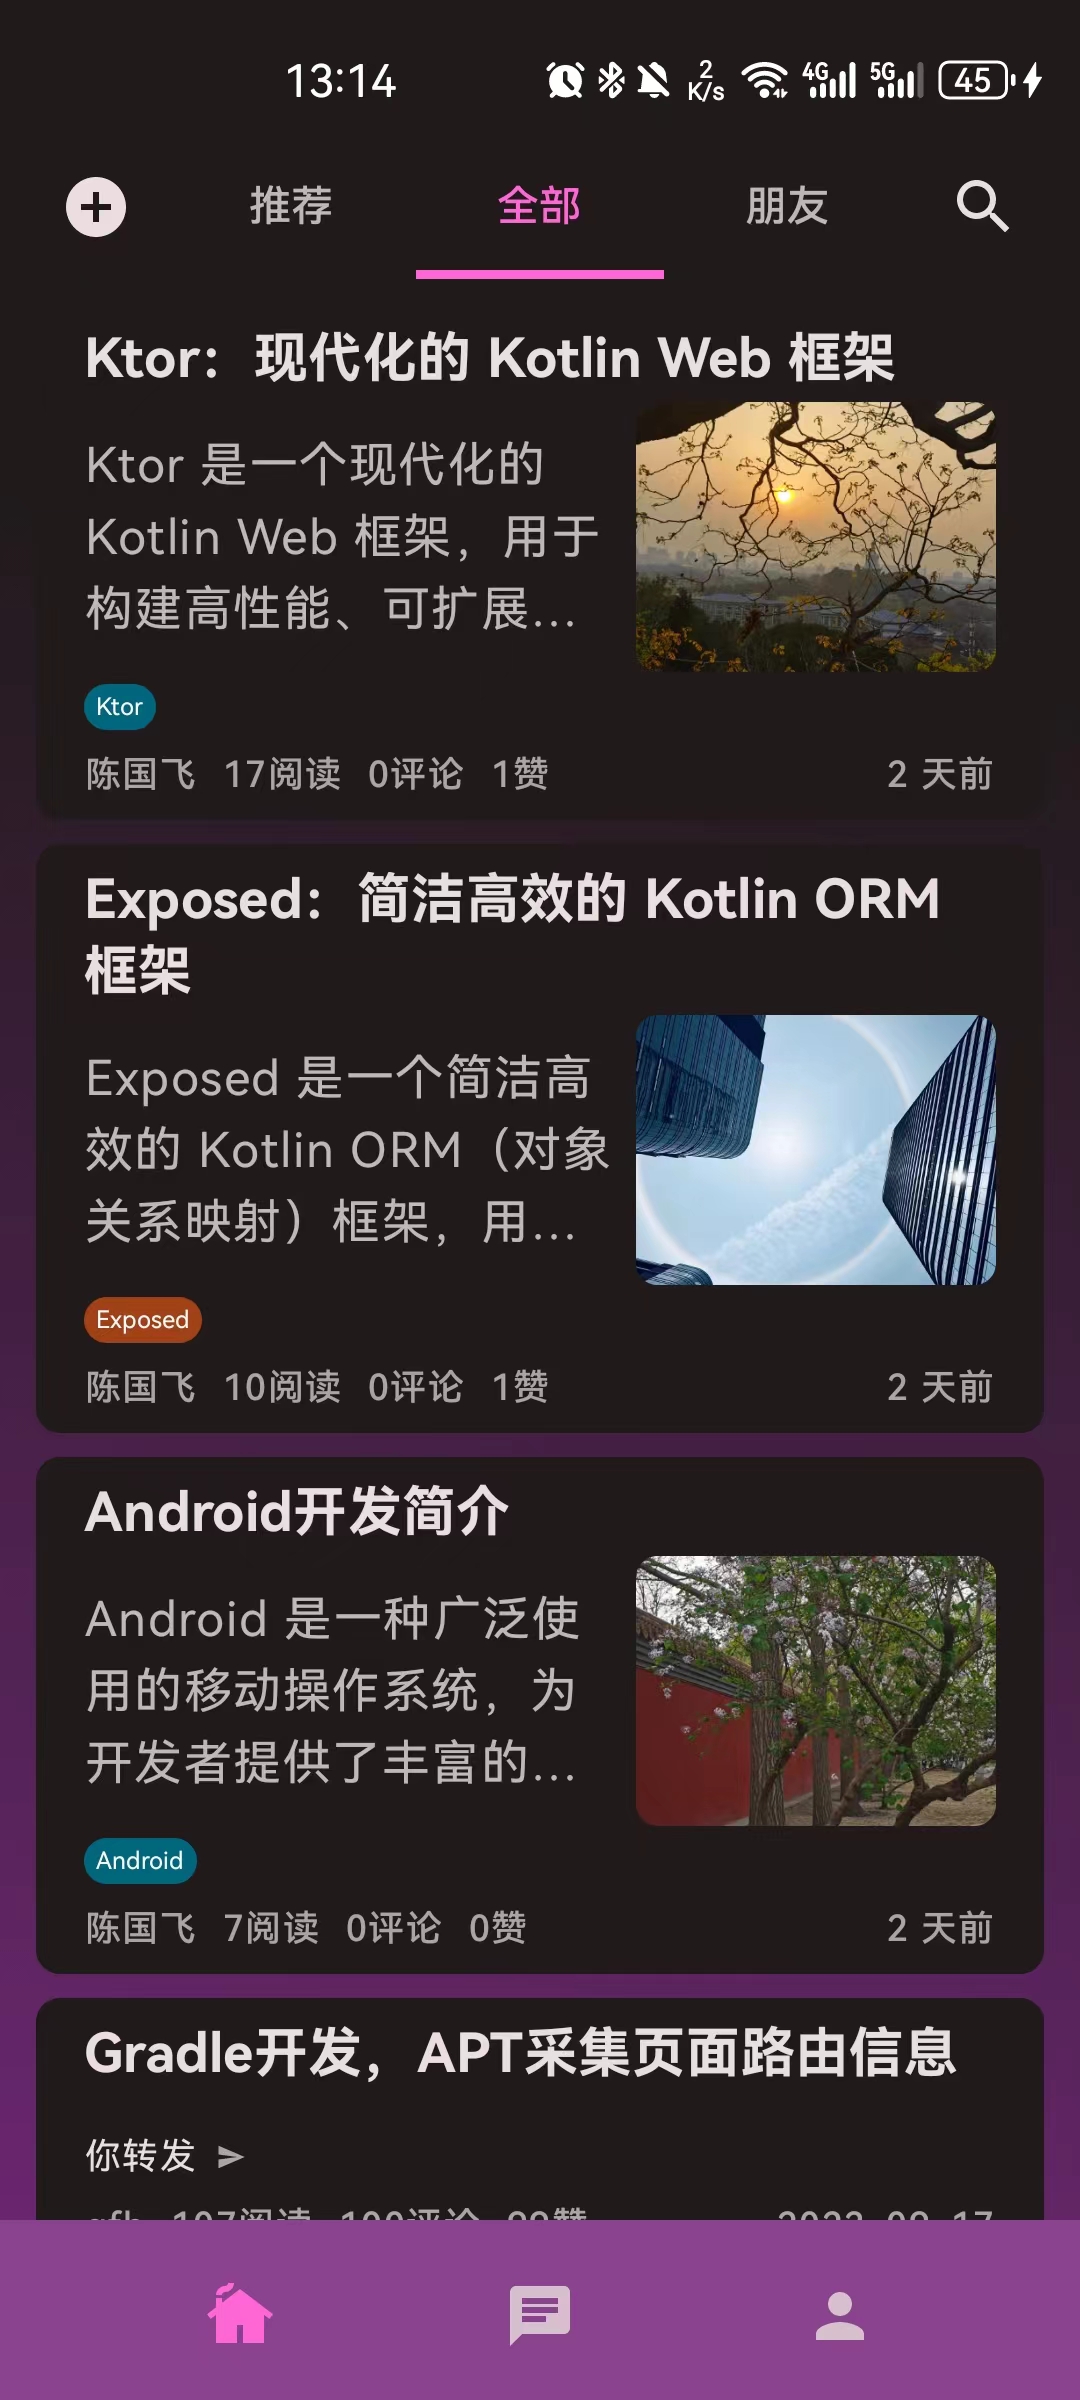 13:14
2
K/s
4G
5G
45
推荐
全部
朋友
Ktor：现代化的 Kotlin Web 框架
Ktor 是一个现代化的
Kotlin Web 框架，用于
构建高性能、可扩展...
Ktor
陈国飞 17阅读 0评论 1赞 2 天前
Exposed：简洁高效的 Kotlin ORM
框架
Exposed 是一个简洁高
效的 Kotlin ORM（对象
关系映射）框架，用...
Exposed
陈国飞 10阅读 0评论 1赞 2 天前
Android开发简介
Android 是一种广泛使
用的移动操作系统，为
开发者提供了丰富的...
Android
陈国飞 7阅读 0评论 0赞 2 天前
Gradle开发，APT采集页面路由信息
你转发